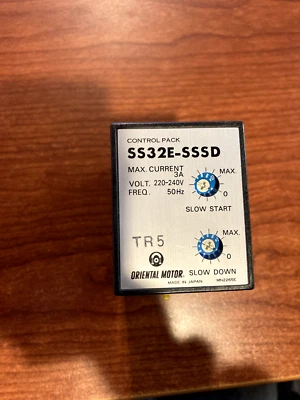 CONTROL PACK
SS32E-SSSD
MAX. CURRENT
3A
MAX.
VOLT. 220-240V
FREQ. 50Hz
0
SLOW START
MAX.
TR5
0
ORIENTAL MOTOR
SLOW DOWN
MADE IN JAPAN